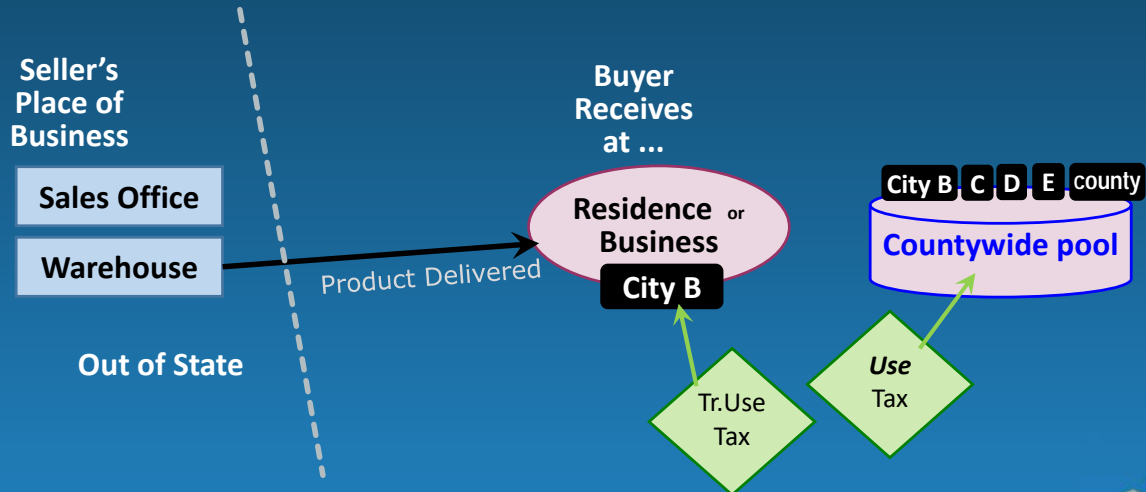 Seller’s
Place of
Business
Sales Office
Warehouse
Out of State
Product Delivered
Buyer
Receives
at ...
Residence or
Business
City B
Tr.Use
Tax
City B C D E county
Countywide pool
Use
Tax